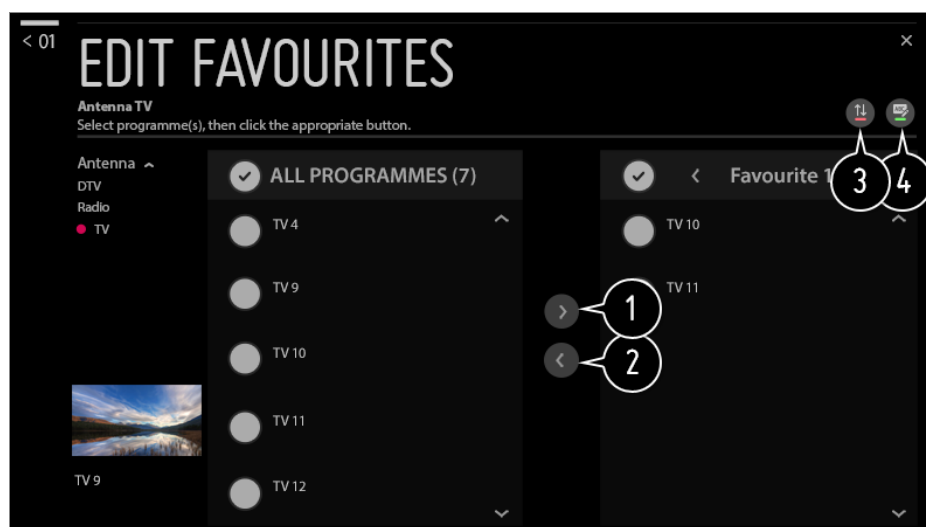 < 01
EDIT FAVOURITES
Antenna TV
Select programme(s), then click the appropriate button.
Antenna
DTV
Radio
TV
ALL PROGRAMMES (7)
TV 4
TV 9
TV 10
TV 11
TV 12
Favourite 1
TV 10
TV 11
1
2
3
4
TV 9